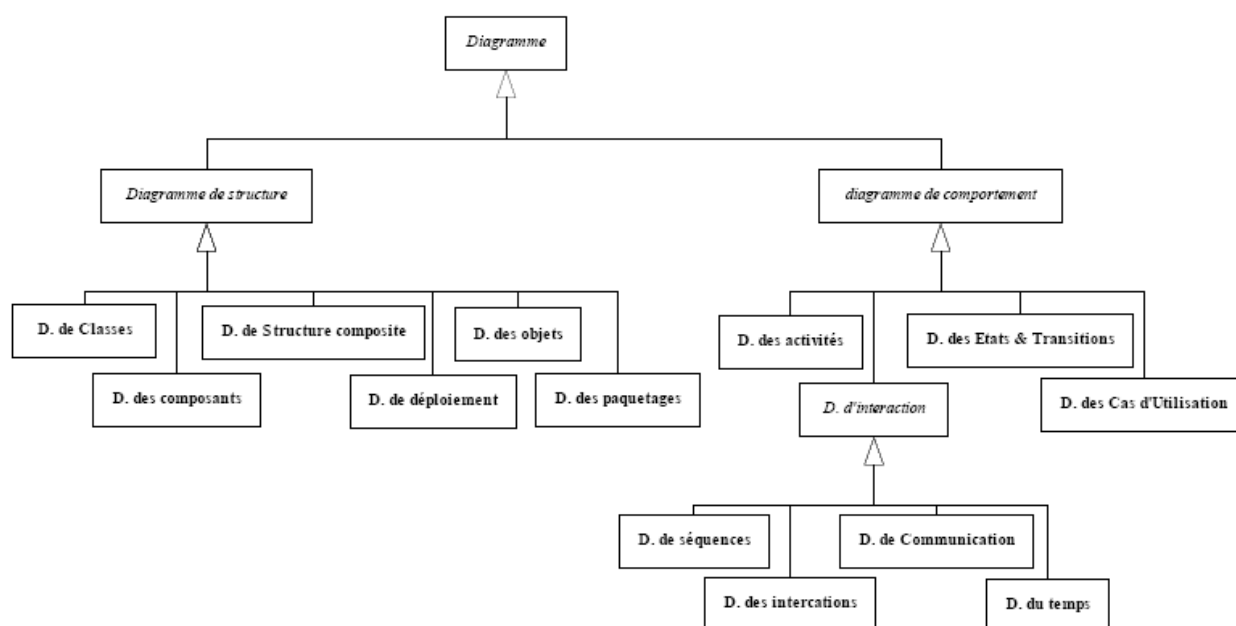 Diagramme
Diagramme de structure
diagramme de comportement
D. de Classes
D. de Structure composite
D. des objets
D. des activités
D. des Etats & Transitions
D. des composants
D. de déploiement
D. des paquetages
D. d'interaction
D. des Cas d'Utilisation
D. de séquences
D. de Communication
D. des intercations
D. du temps